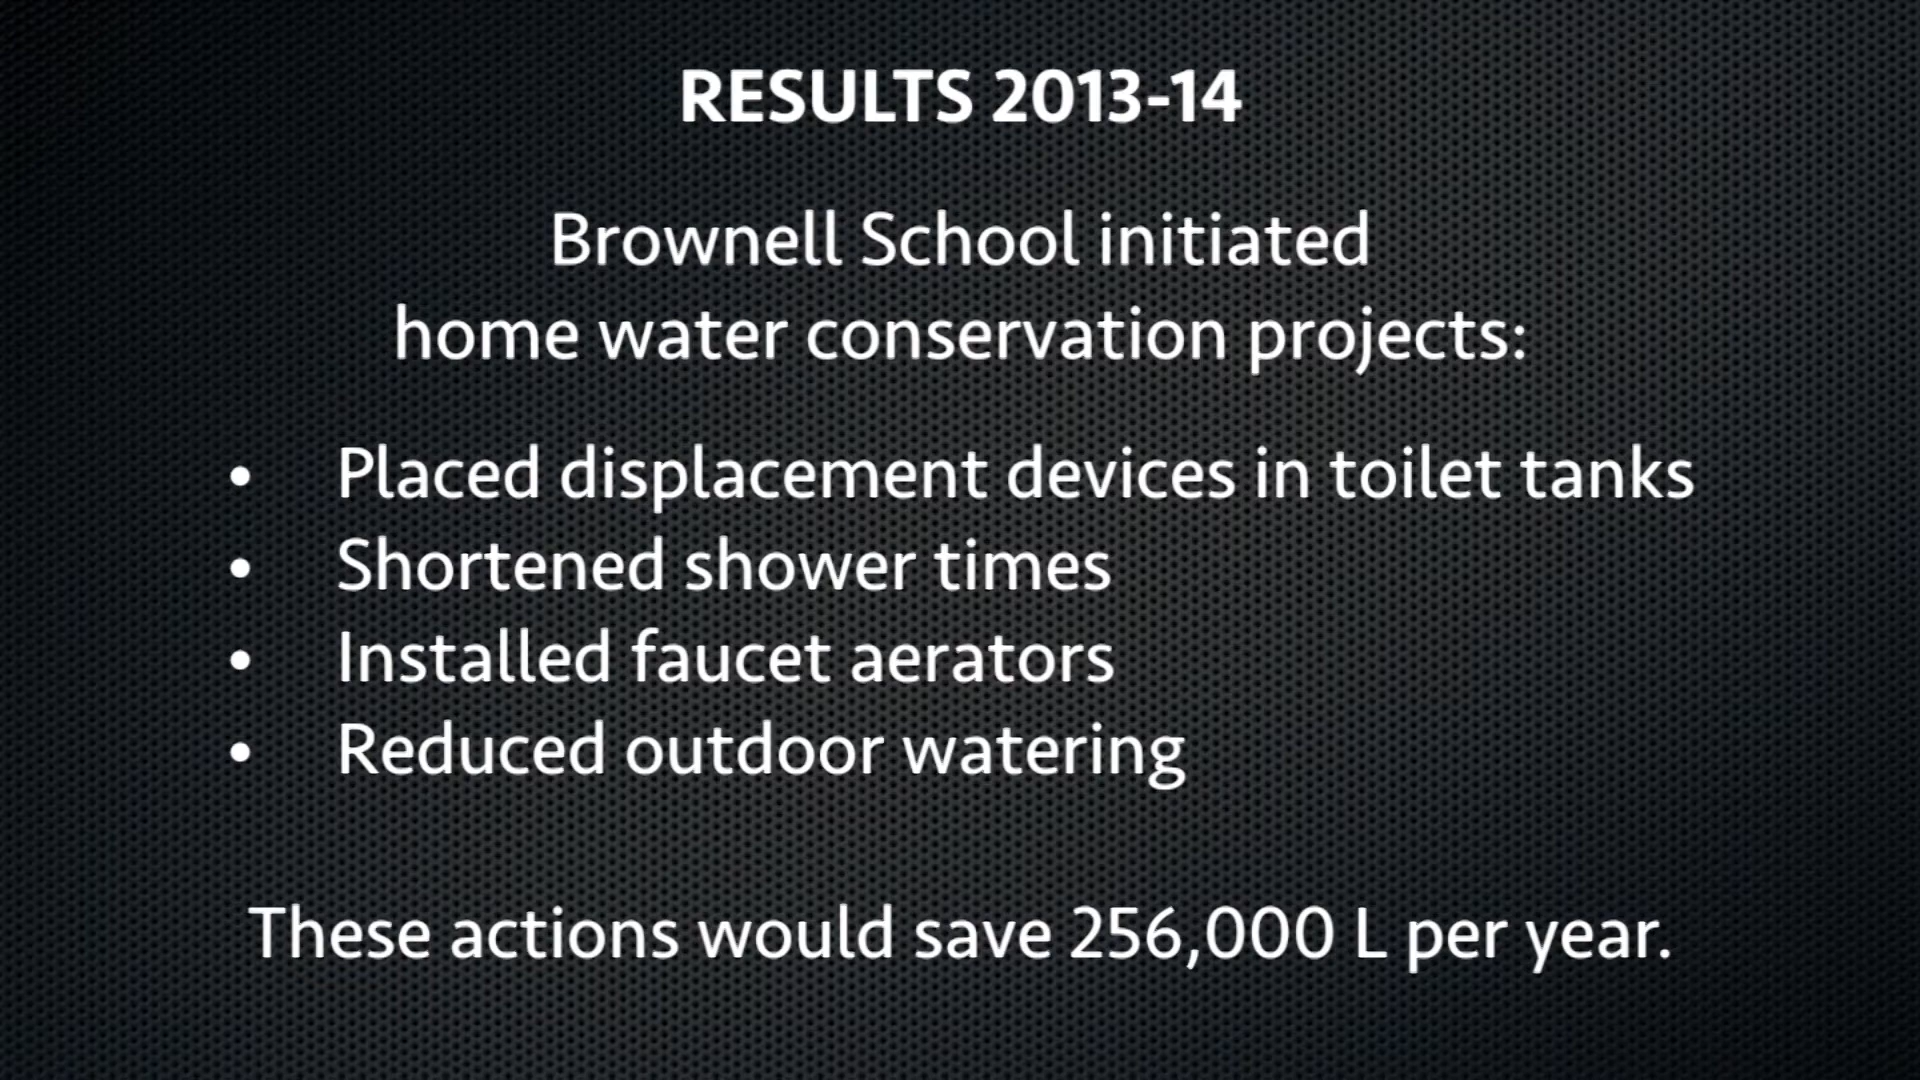 RESULTS 2013-14
Brownell School initiated
home water conservation projects:
• Placed displacement devices in toilet tanks
• Shortened shower times
• Installed faucet aerators
• Reduced outdoor watering
These actions would save 256,000 L per year.